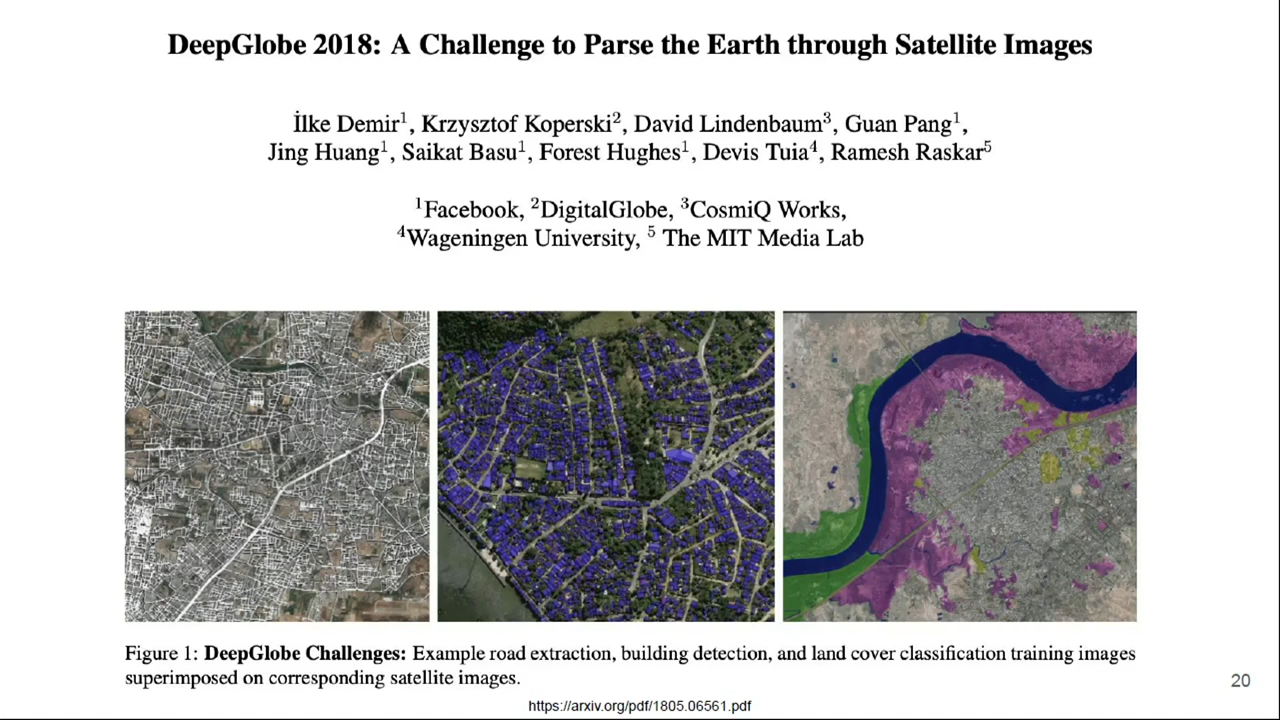 DeepGlobe 2018: A Challenge to Parse the Earth through Satellite Images
İlke Demir¹, Krzysztof Koperski², David Lindenbaum³, Guan Pang¹,
Jing Huang¹, Saikat Basu¹, Forest Hughes¹, Devis Tuia⁴, Ramesh Raskar⁵
¹Facebook, ²DigitalGlobe, ³CosmiQ Works,
⁴Wageningen University, ⁵ The MIT Media Lab
Figure 1: DeepGlobe Challenges: Example road extraction, building detection, and land cover classification training images
superimposed on corresponding satellite images.
20
https://arxiv.org/pdf/1805.06561.pdf